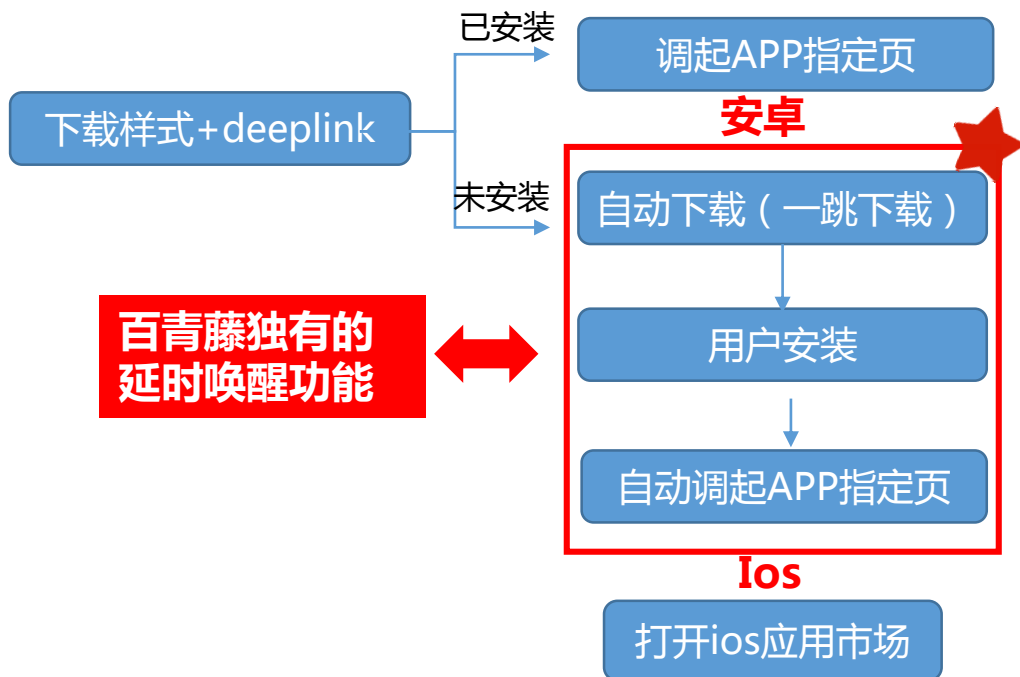 已安装
调起APP指定页
下载样式+deeplink
安卓
未安装
自动下载（一跳下载）
百青藤独有的
延时唤醒功能
用户安装
自动调起APP指定页
Ios
打开ios应用市场